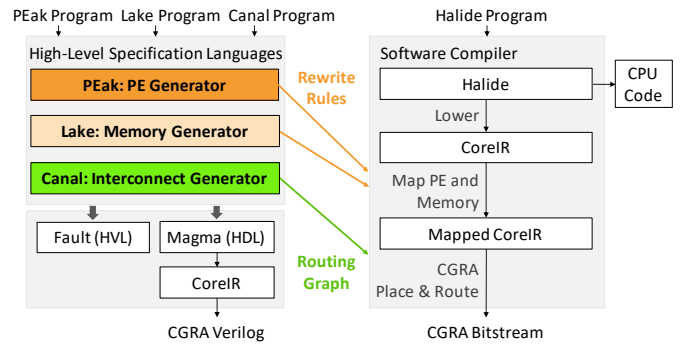 PEak Program
Lake Program
Canal Program
Halide Program
High-Level Specification Languages
PEak: PE Generator
Lake: Memory Generator
Canal: Interconnect Generator
Fault (HVL)
Magma (HDL)
CoreIR
CGRA Verilog
Rewrite
Rules
Routing
Graph
Software Compiler
Halide
CPU
Code
Lower
CoreIR
Map PE and
Memory
Mapped CoreIR
CGRA
Place & Route
CGRA Bitstream